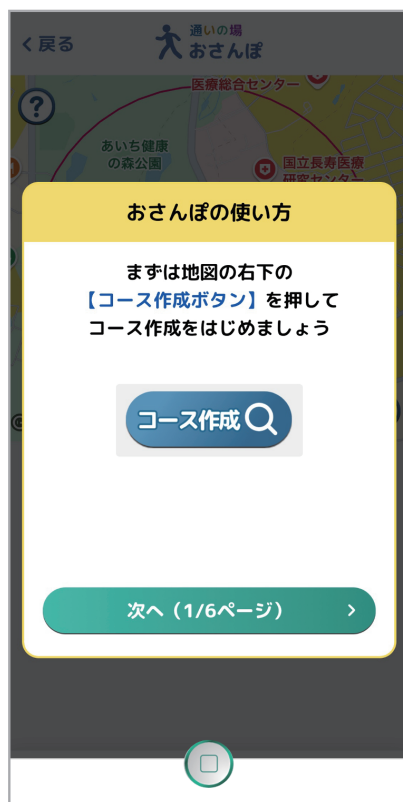 戻る
通いの場
おさんぽ
医療総合センター
?
あいち健康
の森公園
国立長寿医療
研究センター
おさんぽの使い方
まずは地図の右下の
【コース作成ボタン】を押して
コース作成をはじめましょう
コース作成
次へ（1/6ページ）